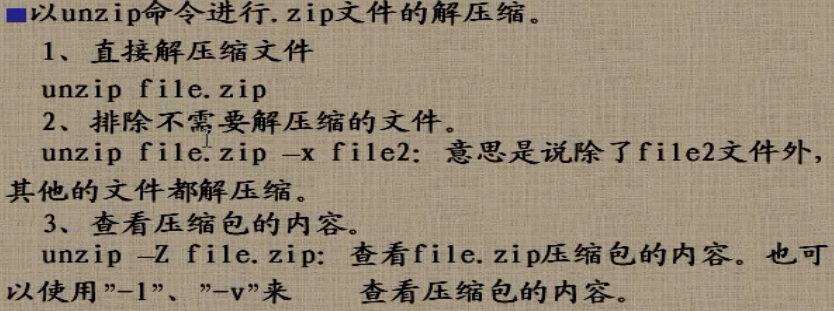 以unzip命令进行.zip文件的解压缩。
1、直接解压缩文件
unzip file.zip
2、排除不需要解压缩的文件。
unzip file.zip –x file2：意思是说除了file2文件外，
其他的文件都解压缩。
3、查看压缩包的内容。
unzip –Z file.zip：查看file.zip压缩包的内容。也可
以使用”-l”、”-v”来 查看压缩包的内容。